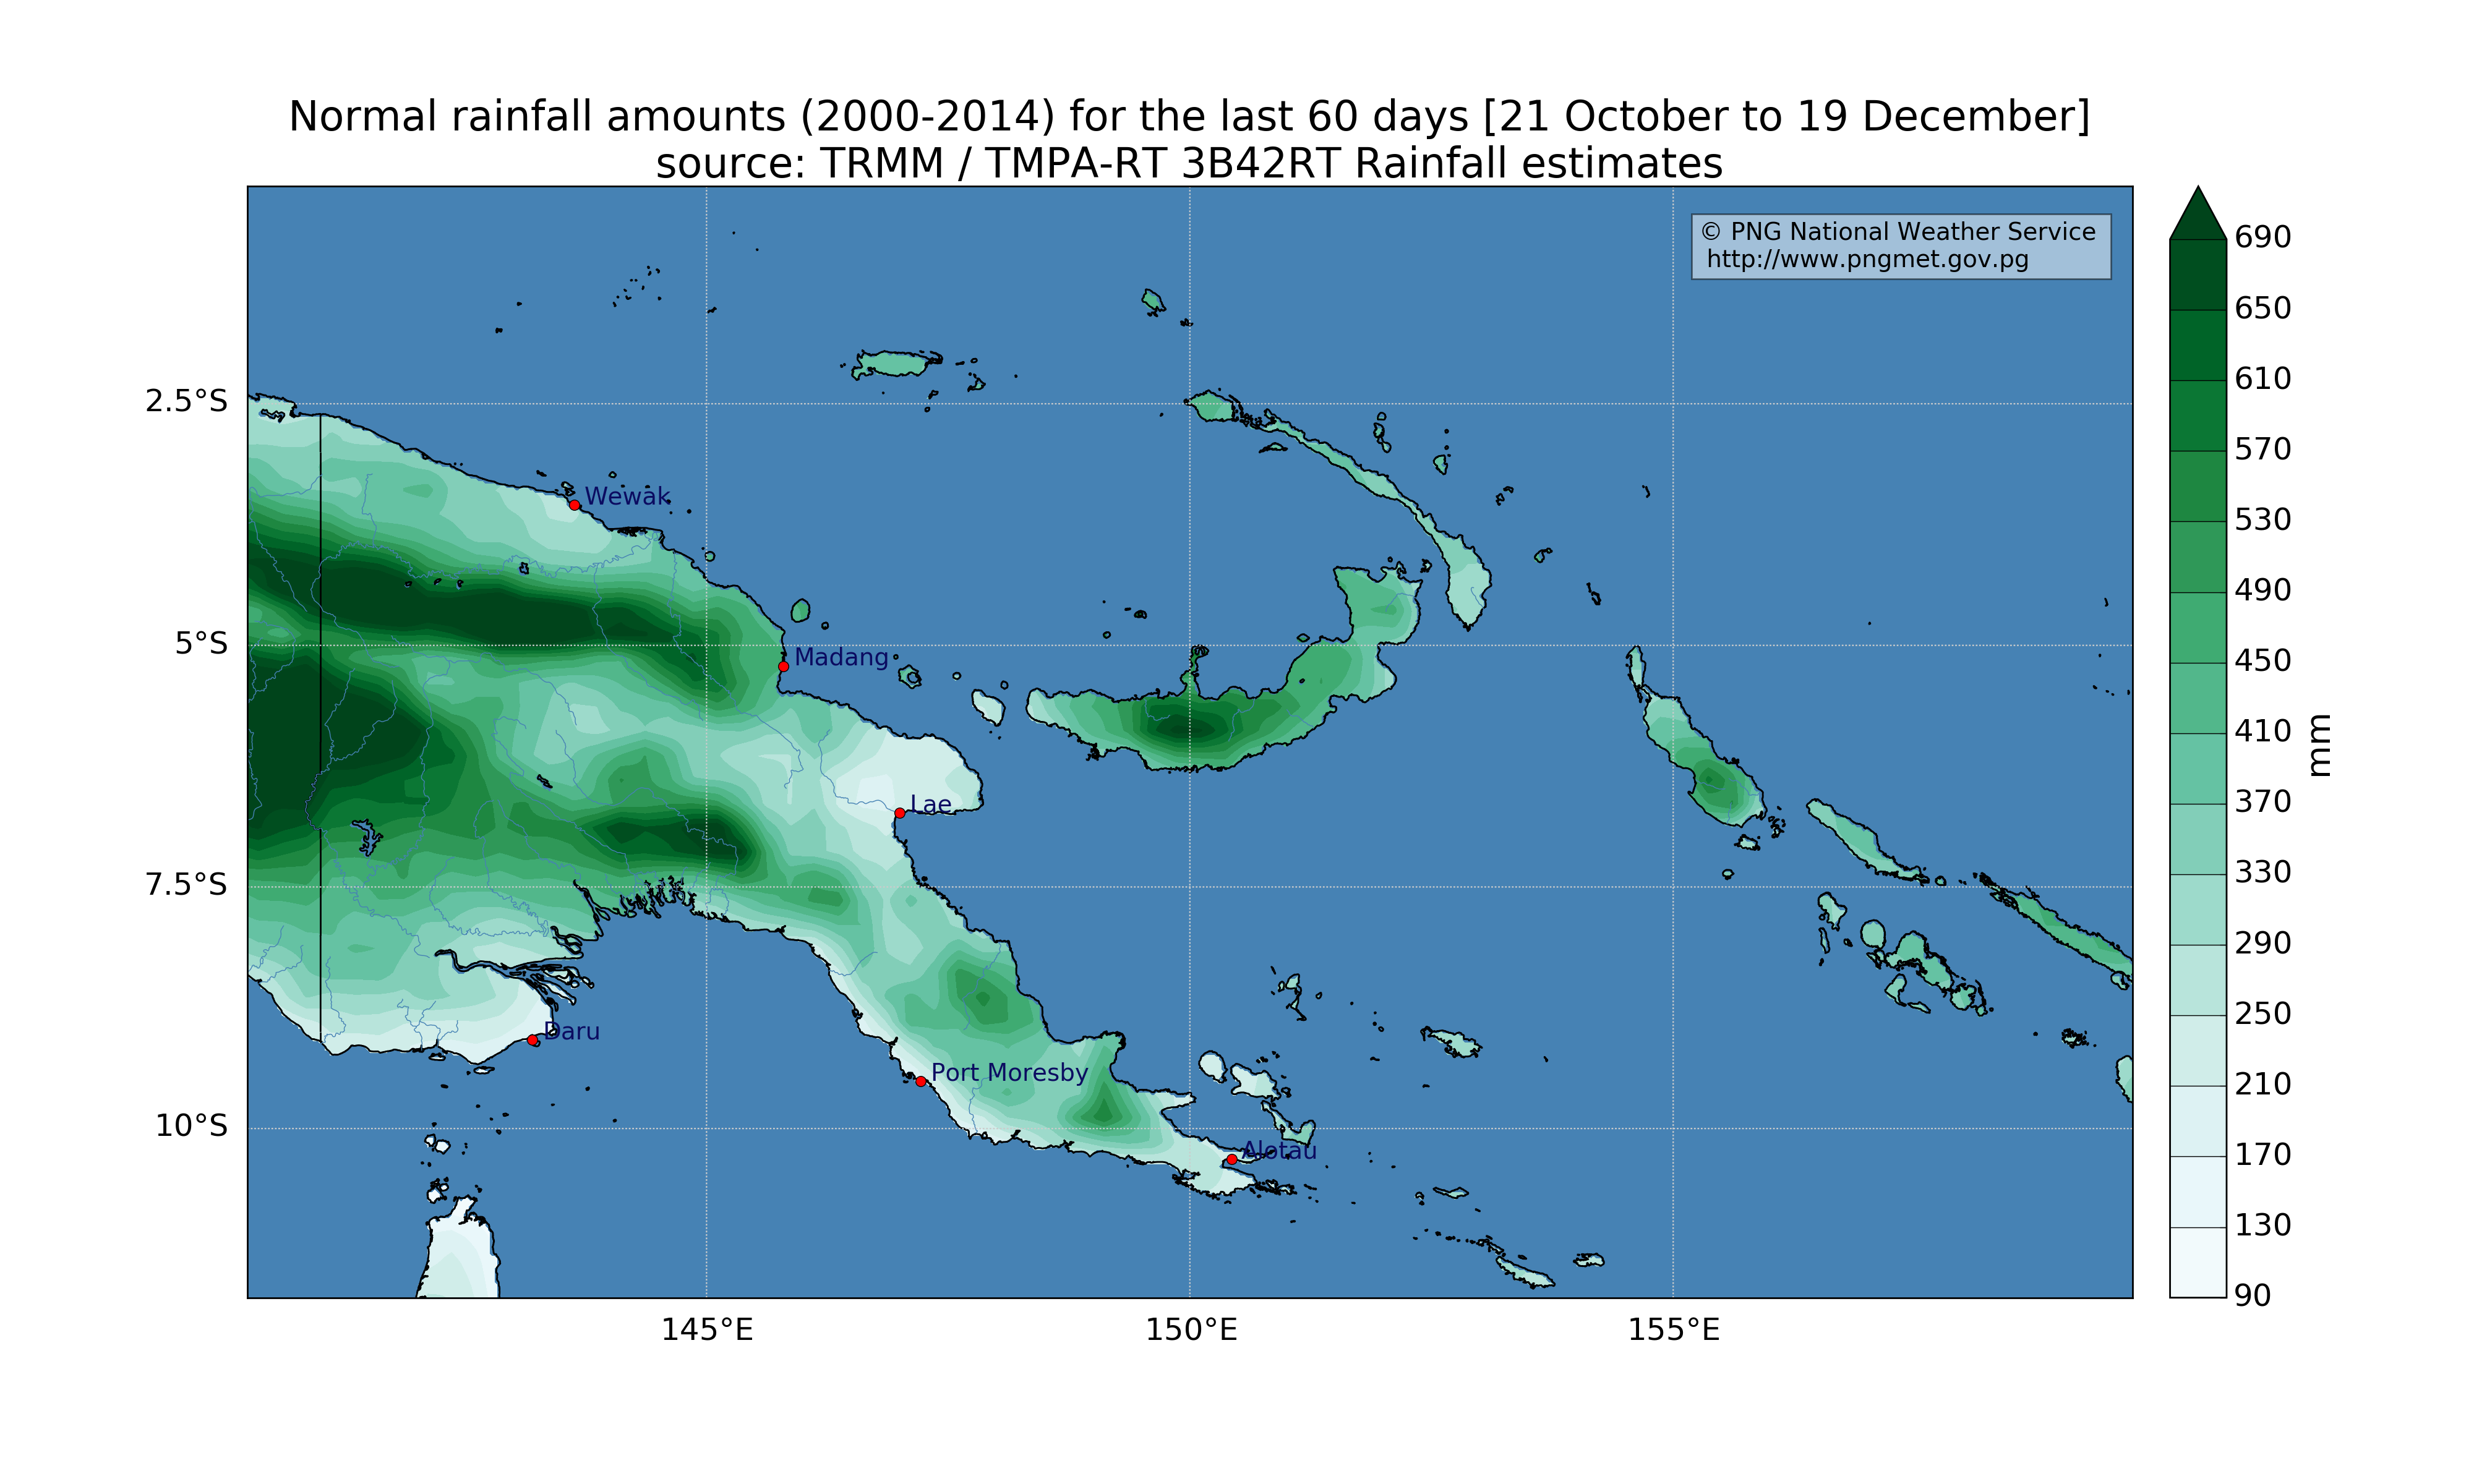 Normal rainfall amounts (2000-2014) for the last 60 days [21 October to 19 December]
source: TRMM / TMPA-RT 3B42RT Rainfall estimates
© PNG National Weather Service
http://www.pngmet.gov.pg
2.5°S
5°S
7.5°S
10°S
145°E
150°E
155°E
Wewak
Madang
Lae
Daru
Port Moresby
Alotau
690
650
610
570
530
490
450
410
370
330
290
250
210
170
130
90
mm